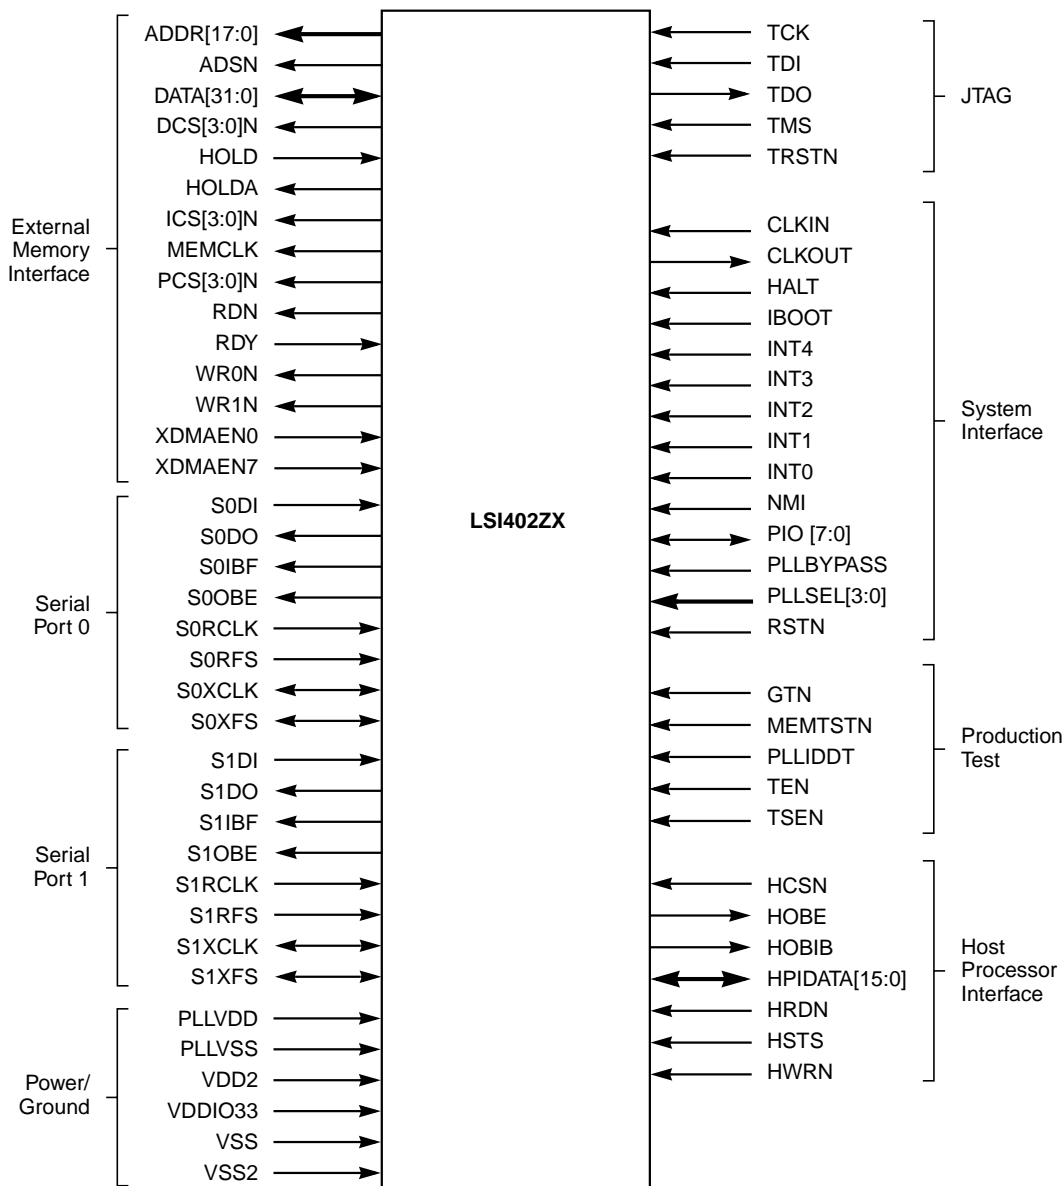 External
Memory
Interface
ADDR[17:0]
ADSN
DATA[31:0]
DCS[3:0]N
HOLD
HOLDA
ICS[3:0]N
MEMCLK
PCS[3:0]N
RDN
RDY
WR0N
WR1N
XDMAEN0
XDMAEN7
Serial
Port 0
S0DI
S0DO
S0IBF
S0OBE
S0RCLK
S0RFS
S0XCLK
S0XFS
Serial
Port 1
S1DI
S1DO
S1IBF
S1OBE
S1RCLK
S1RFS
S1XCLK
S1XFS
Power/
Ground
PLLVDD
PLLVSS
VDD2
VDDIO33
VSS
VSS2
LSI402ZX
TCK
TDI
TDO
TMS
TRSTN
JTAG
CLKIN
CLKOUT
HALT
IBOOT
INT4
INT3
INT2
INT1
INT0
NMI
PIO [7:0]
PLLBYPASS
PLLSEL[3:0]
RSTN
System
Interface
GTN
MEMTSTN
PLLIDDT
TEN
TSEN
Production
Test
HCSN
HOBE
HOBIB
HPIDATA[15:0]
HRDN
HSTS
HWRN
Host
Processor
Interface